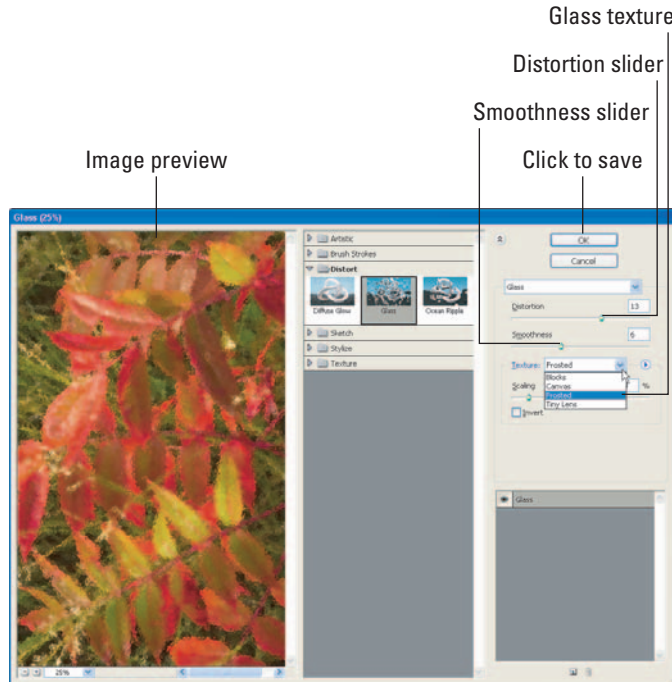 Glass texture
Distortion slider
Smoothness slider
Image preview
Click to save
Glass (25%)
Artistic
Brush Strokes
Distort
Diffuse Glow
Glass
Ocean Ripple
Sketch
Stylize
Texture
25%
OK
Cancel
Glass
Distortion
13
Smoothness
6
Texture:
Frosted
Blocks
Canvas
Frosted
Tiny Lens
Scaling
%
Invert
Glass